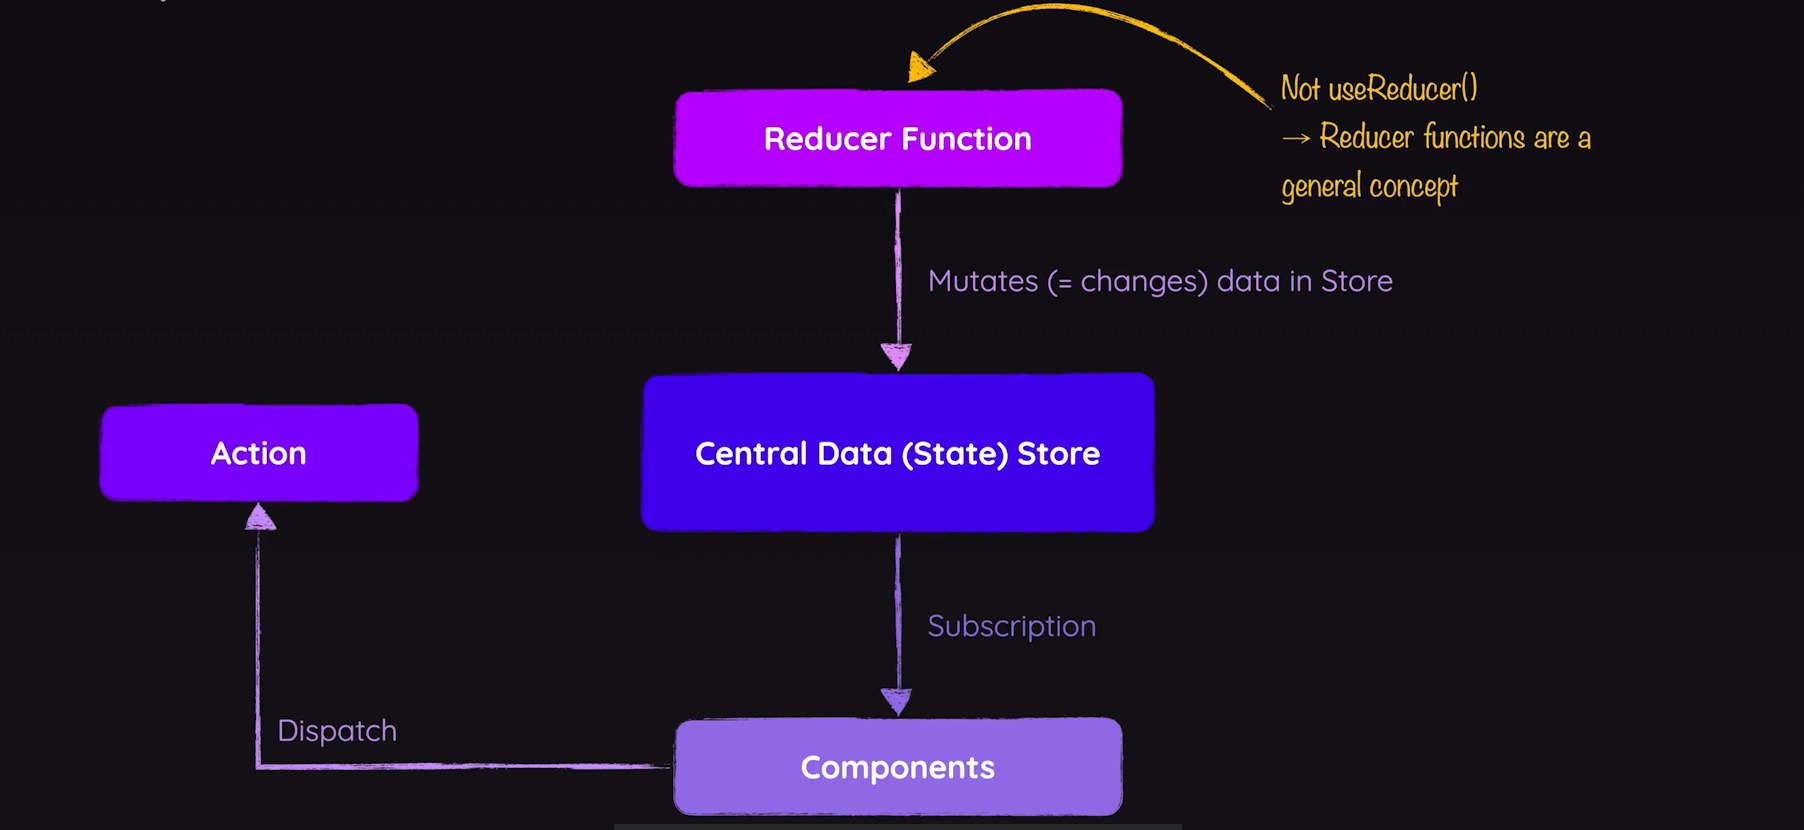 Not useReducer()
Reducer Function
→ Reducer functions are a
general concept
Mutates (= changes) data in Store
Action
Central Data (State) Store
Subscription
Dispatch
Components